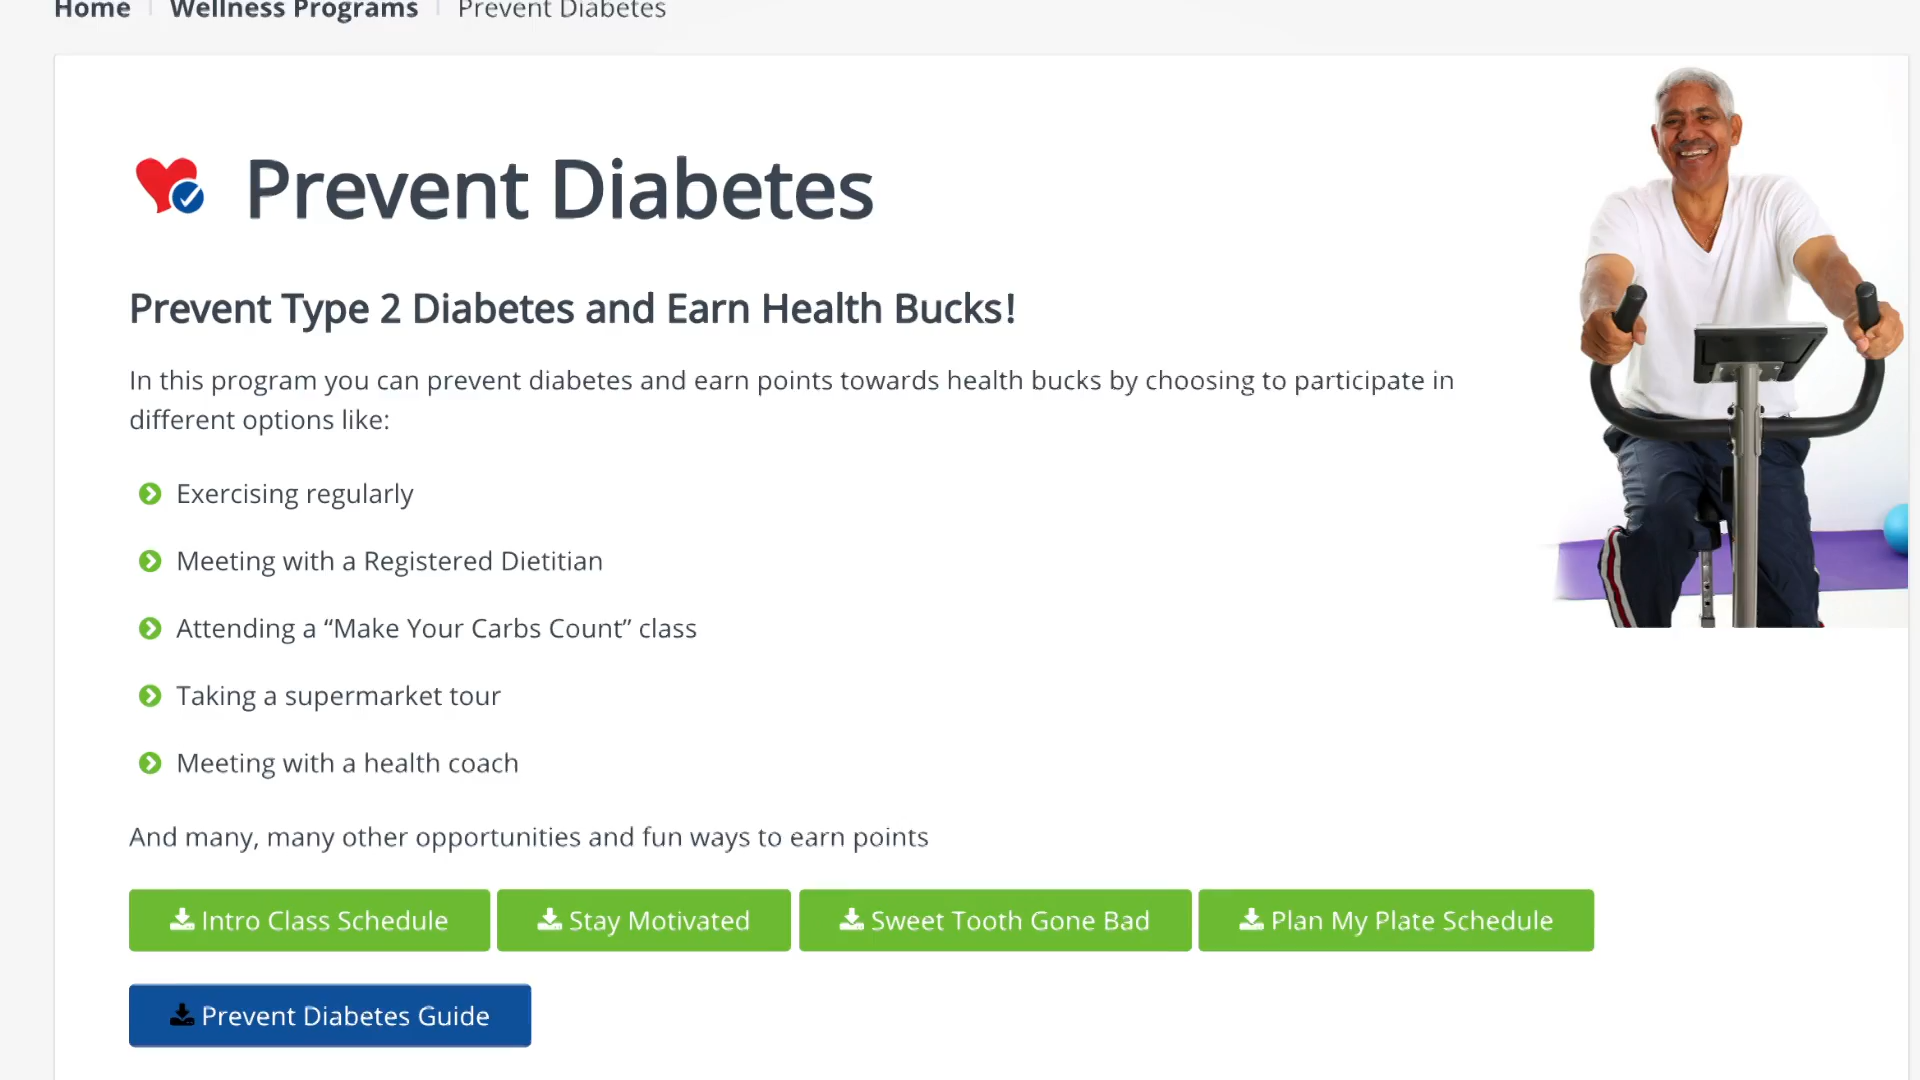 Home Wellness Programs Prevent Diabetes
Prevent Diabetes
Prevent Type 2 Diabetes and Earn Health Bucks!
In this program you can prevent diabetes and earn points towards health bucks by choosing to participate in
different options like:
Exercising regularly
Meeting with a Registered Dietitian
Attending a “Make Your Carbs Count” class
Taking a supermarket tour
Meeting with a health coach
And many, many other opportunities and fun ways to earn points
Intro Class Schedule Stay Motivated Sweet Tooth Gone Bad Plan My Plate Schedule
Prevent Diabetes Guide